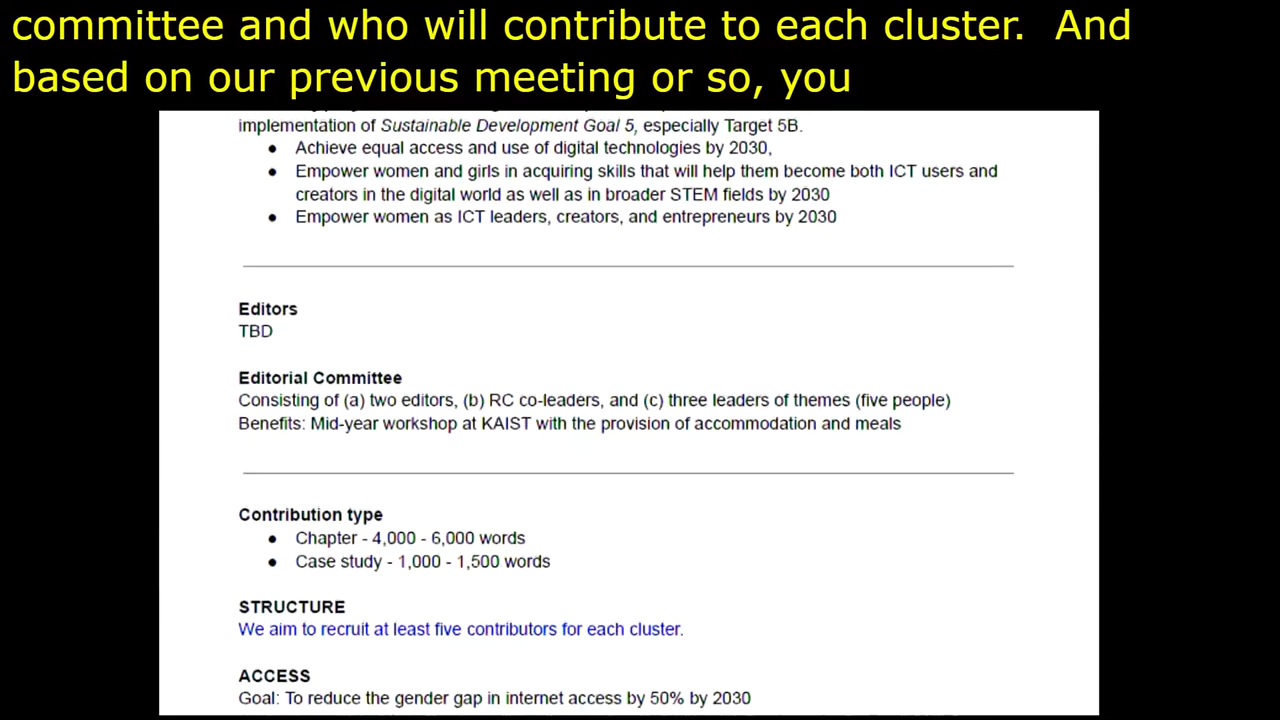 committee and who will contribute to each cluster.  And
based on our previous meeting or so, you
implementation of Sustainable Development Goal 5, especially Target 5B.
● Achieve equal access and use of digital technologies by 2030,
● Empower women and girls in acquiring skills that will help them become both ICT users and
creators in the digital world as well as in broader STEM fields by 2030
● Empower women as ICT leaders, creators, and entrepreneurs by 2030
Editors
TBD
Editorial Committee
Consisting of (a) two editors, (b) RC co-leaders, and (c) three leaders of themes (five people)
Benefits: Mid-year workshop at KAIST with the provision of accommodation and meals
Contribution type
● Chapter - 4,000 - 6,000 words
● Case study - 1,000 - 1,500 words
STRUCTURE
We aim to recruit at least five contributors for each cluster.
ACCESS
Goal: To reduce the gender gap in internet access by 50% by 2030